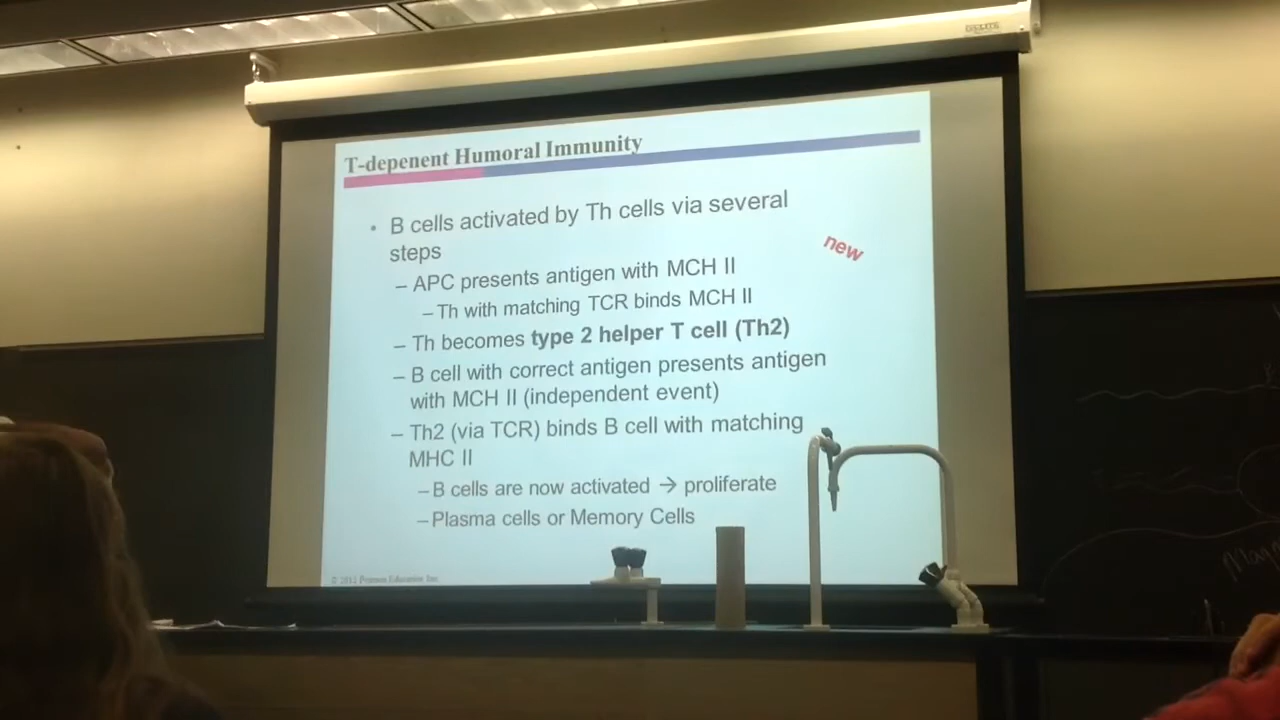 DA-LITE
T-depenent Humoral Immunity
• B cells activated by Th cells via several
steps
new
– APC presents antigen with MCH II
– Th with matching TCR binds MCH II
– Th becomes type 2 helper T cell (Th2)
– B cell with correct antigen presents antigen
with MCH II (independent event)
– Th2 (via TCR) binds B cell with matching
MHC II
– B cells are now activated → proliferate
– Plasma cells or Memory Cells
© 2012 Pearson Education Inc.